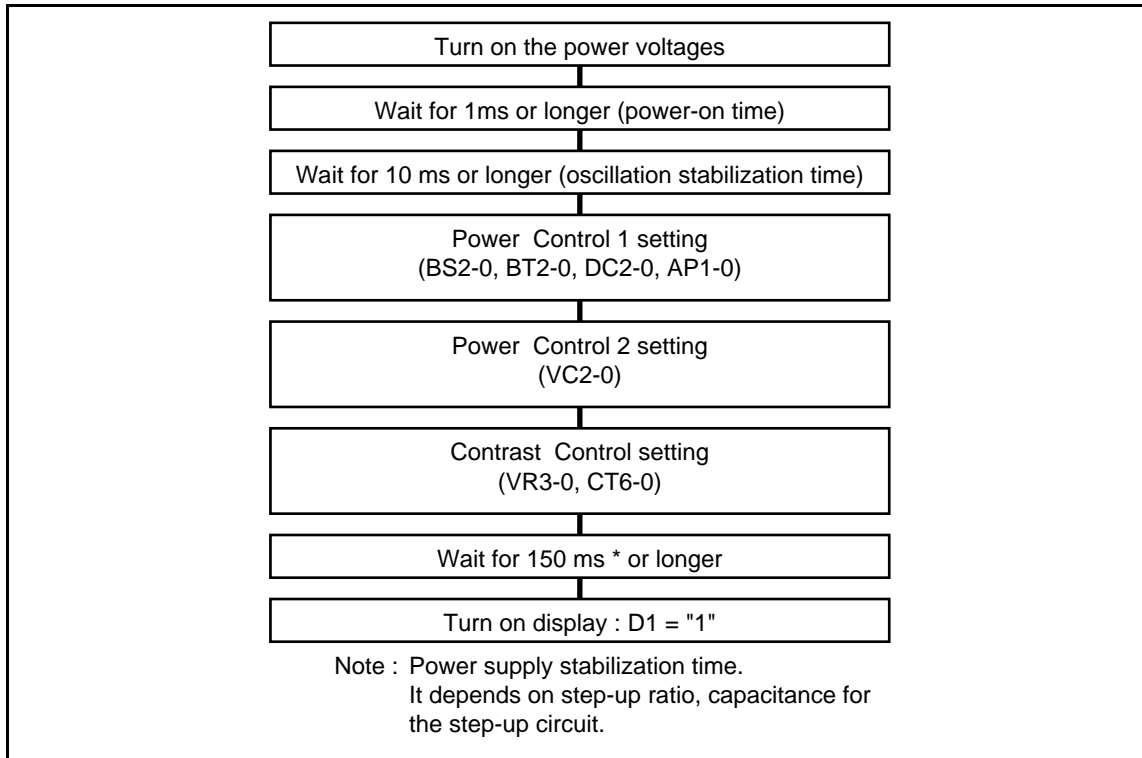 Turn on the power voltages
Wait for 1ms or longer (power-on time)
Wait for 10 ms or longer (oscillation stabilization time)
Power Control 1 setting
(BS2-0, BT2-0, DC2-0, AP1-0)
Power Control 2 setting
(VC2-0)
Contrast Control setting
(VR3-0, CT6-0)
Wait for 150 ms * or longer
Turn on display : D1 = "1"
Note : Power supply stabilization time.
It depends on step-up ratio, capacitance for
the step-up circuit.